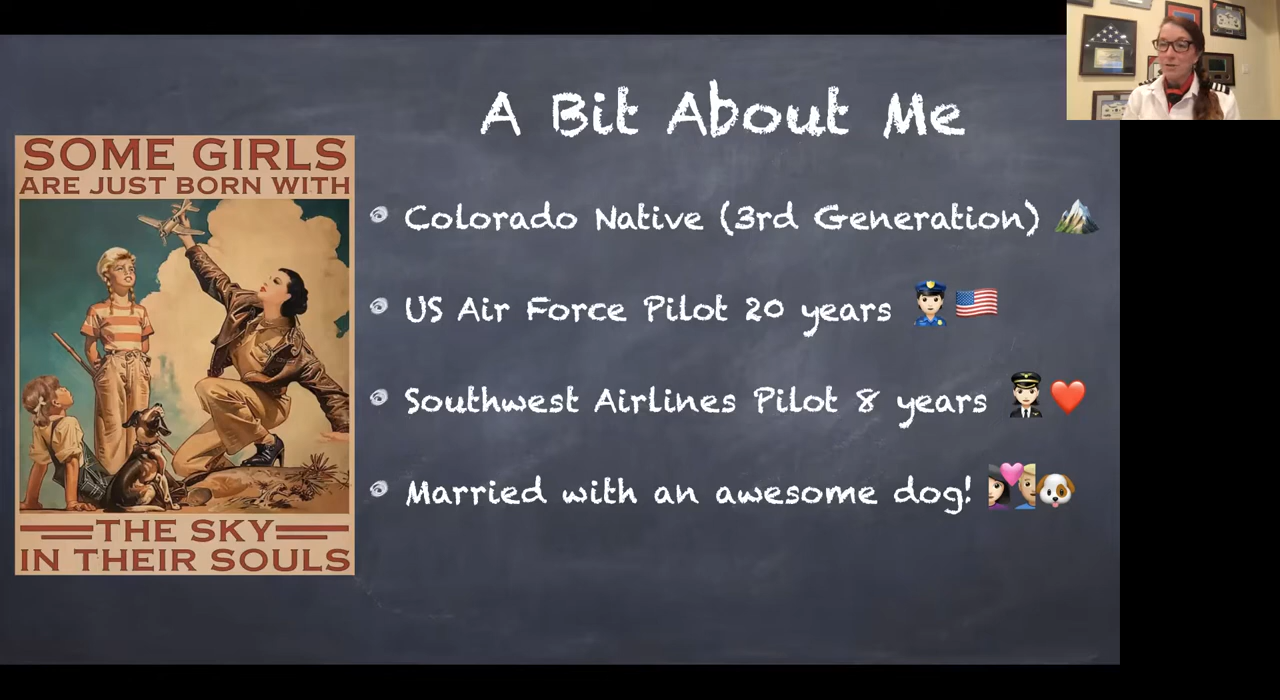 A Bit About Me
SOME GIRLS
ARE JUST BORN WITH
THE SKY
IN THEIR SOULS
Colorado Native (3rd Generation)
US Air Force Pilot 20 years
Southwest Airlines Pilot 8 years
Married with an awesome dog!